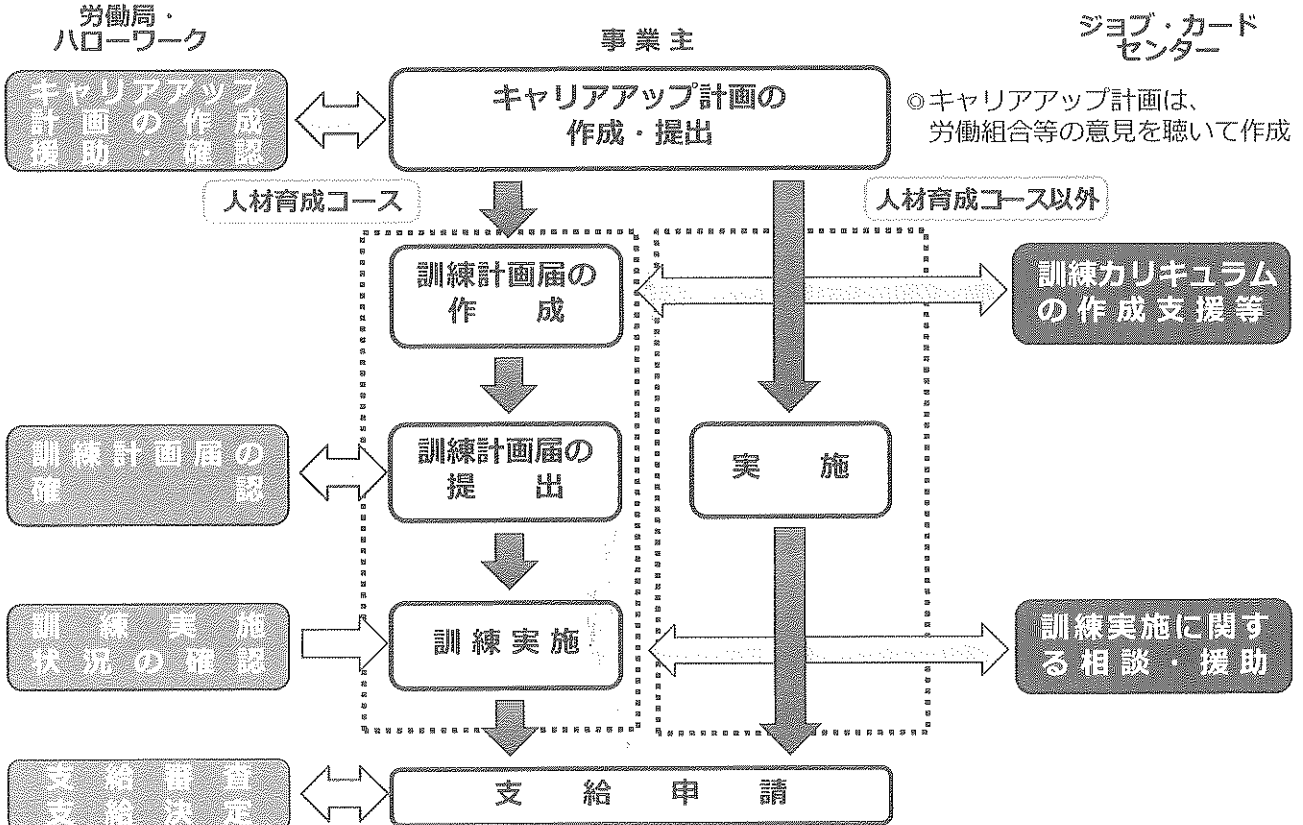 労働局・
ハローワーク
事業主
ジョブ・カード
センター
キャリアアップ
計画の作成
援助・確認
キャリアアップ計画の
作成・提出
◎キャリアアップ計画は、
労働組合等の意見を聴いて作成
人材育成コース
人材育成コース以外
訓練計画届の
作成
訓練カリキュラム
の作成支援等
訓練計画届の
確認
訓練計画届の
提出
実施
訓練実施
状況の確認
訓練実施
訓練実施に関す
る相談・援助
支給審査
支給決定
支給申請